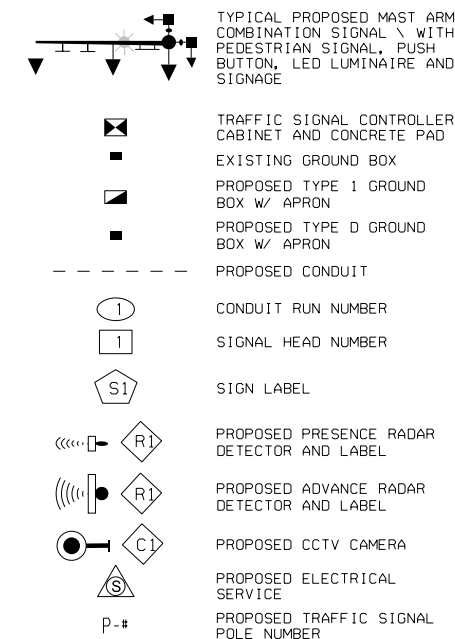 TYPICAL PROPOSED MAST ARM
COMBINATION SIGNAL \ WITH
PEDESTRIAN SIGNAL, PUSH
BUTTON, LED LUMINAIRE AND
SIGNAGE
TRAFFIC SIGNAL CONTROLLER
CABINET AND CONCRETE PAD
EXISTING GROUND BOX
PROPOSED TYPE 1 GROUND
BOX W/ APRON
PROPOSED TYPE D GROUND
BOX W/ APRON
PROPOSED CONDUIT
1 CONDUIT RUN NUMBER
1 SIGNAL HEAD NUMBER
S1 SIGN LABEL
R1 PROPOSED PRESENCE RADAR
DETECTOR AND LABEL
R1 PROPOSED ADVANCE RADAR
DETECTOR AND LABEL
C1 PROPOSED CCTV CAMERA
S PROPOSED ELECTRICAL
SERVICE
P-# PROPOSED TRAFFIC SIGNAL
POLE NUMBER